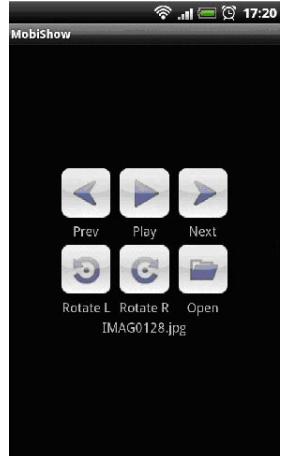 17:20
MobiShow
Prev Play Next
Rotate L Rotate R Open
IMAG0128.jpg